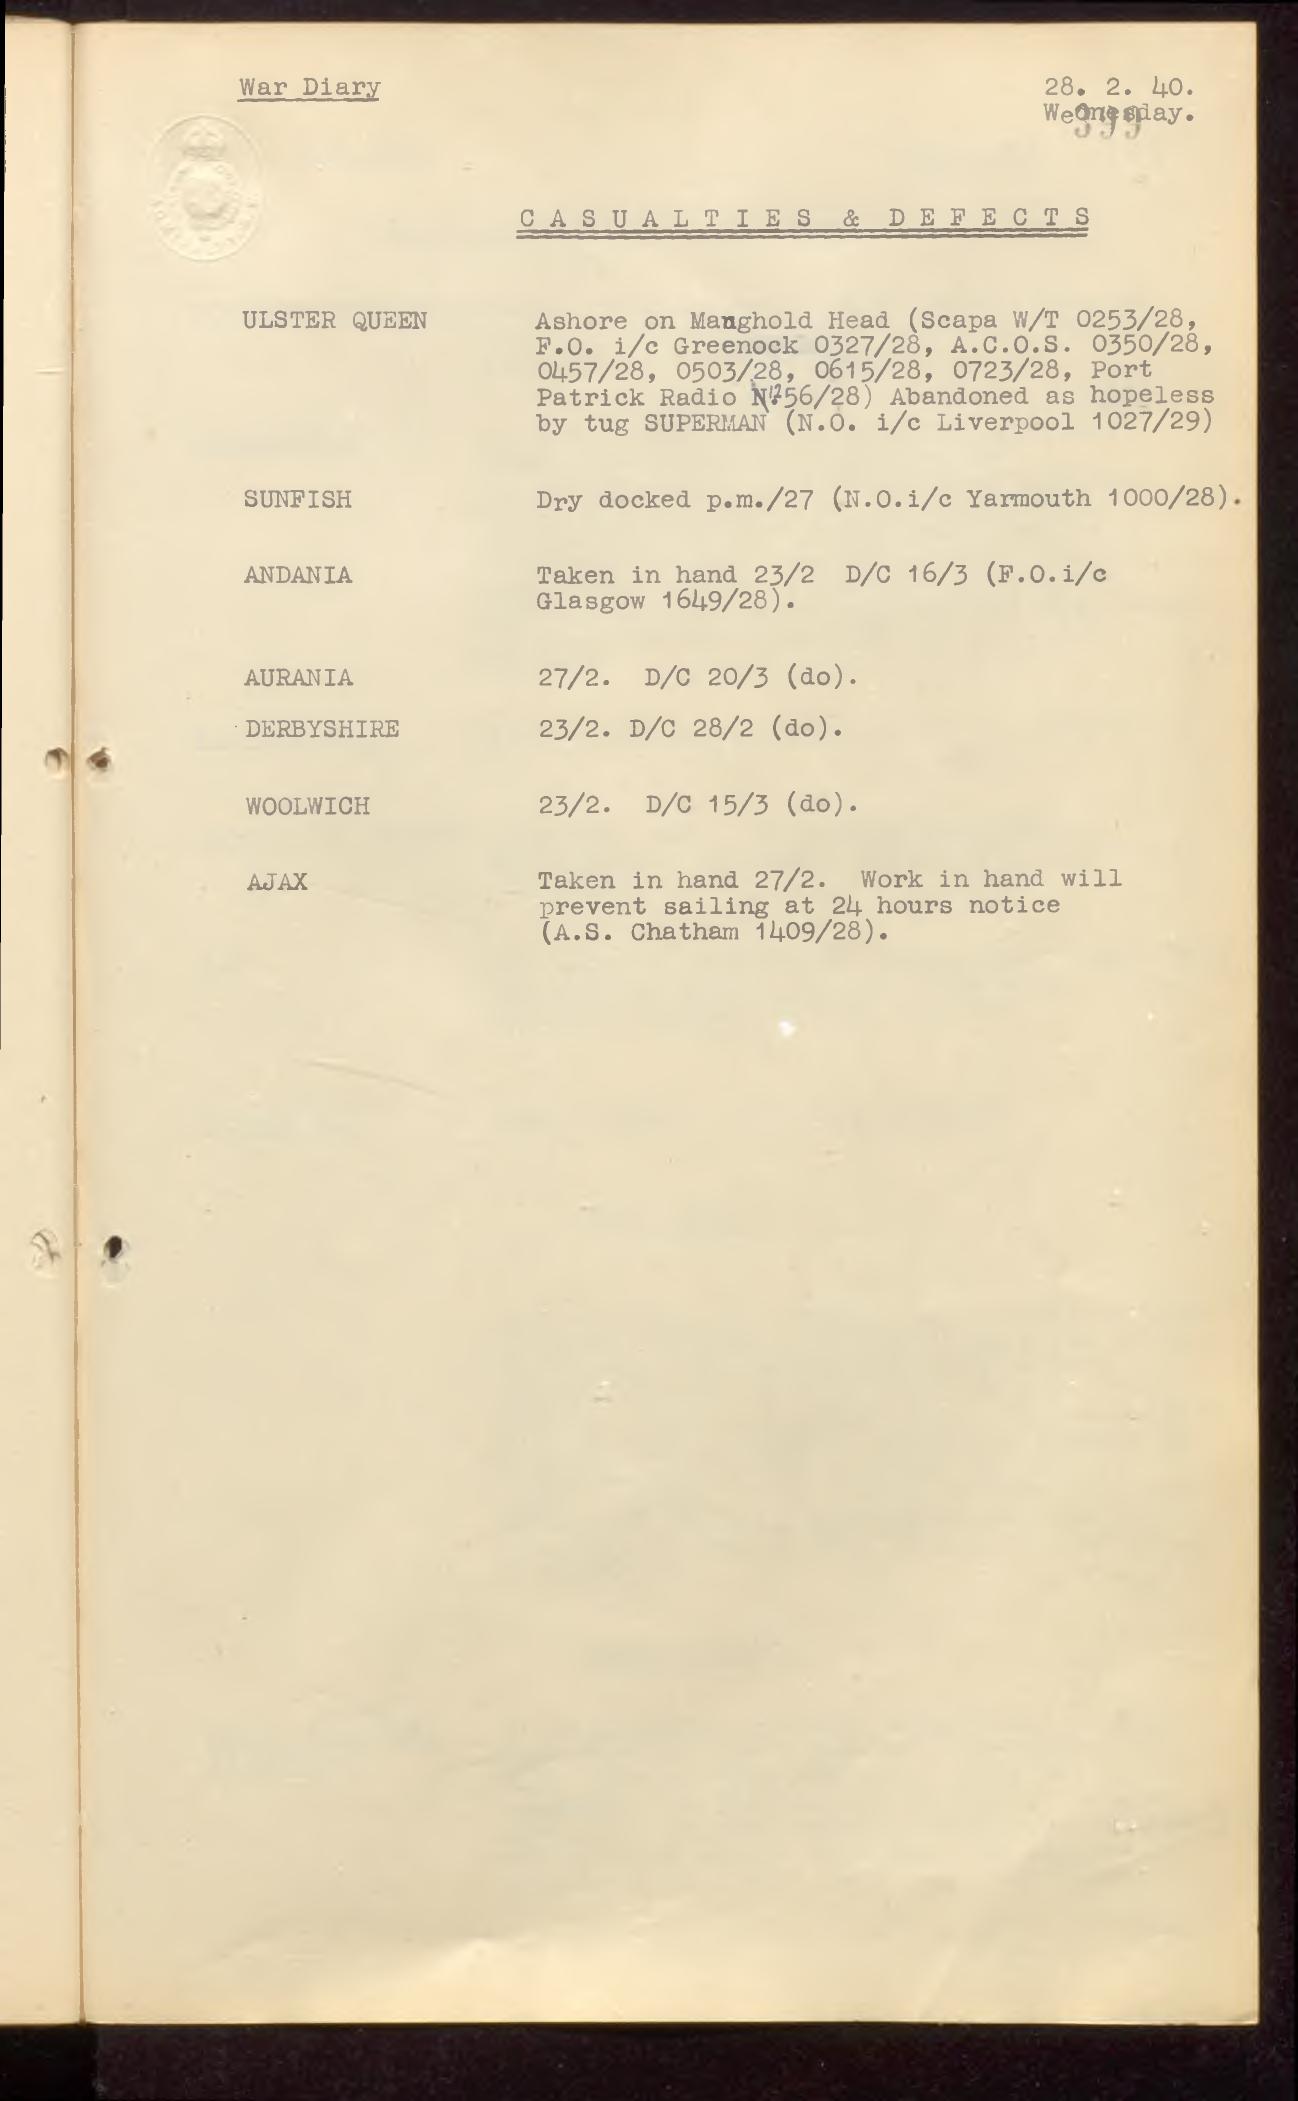 War Diary
28. 2. 40.
Wednesday.
399
CASUALTIES & DEFECTS
ULSTER QUEEN Ashore on Maughold Head (Scapa W/T 0253/28,
F.O. i/c Greenock 0327/28, A.C.O.S. 0350/28,
0457/28, 0503/28, 0615/28, 0723/28, Port
Patrick Radio Nº56/28) Abandoned as hopeless
by tug SUPERMAN (N.O. i/c Liverpool 1027/29)
SUNFISH Dry docked p.m./27 (N.O.i/c Yarmouth 1000/28).
ANDANIA Taken in hand 23/2 D/C 16/3 (F.O.i/c
Glasgow 1649/28).
AURANIA 27/2. D/C 20/3 (do).
DERBYSHIRE 23/2. D/C 28/2 (do).
WOOLWICH 23/2. D/C 15/3 (do).
AJAX Taken in hand 27/2. Work in hand will
prevent sailing at 24 hours notice
(A.S. Chatham 1409/28).